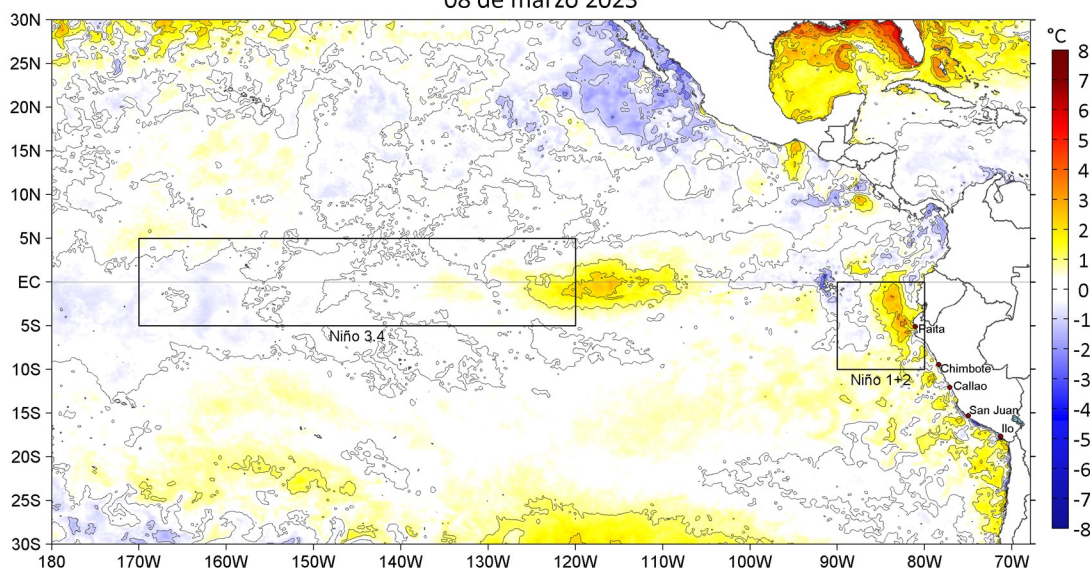 08 de marzo 2023
30N
°C
8
25N
7
6
20N
5
15N
4
10N
3
5N
2
1
EC
0
5S
Niño 3.4
Paita
-1
-2
10S
Chimbote
Niño 1+2
Callao
-3
15S
San Juan
-4
Ilo
20S
-5
-6
25S
-7
30S
-8
180 170W 160W 150W 140W 130W 120W 110W 100W 90W 80W 70W